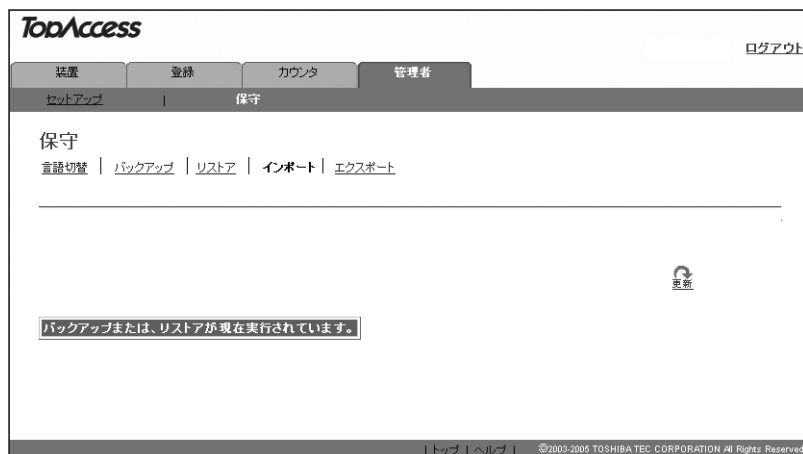 TopAccess
ログアウト
装置 登録 カウンタ 管理者
セットアップ | 保守
保守
言語切替 | バックアップ | リストア | インポート | エクスポート
更新
バックアップまたは、リストアが現在実行されています。
| トップ | ヘルプ | ©2003-2005 TOSHIBA TEC CORPORATION All Rights Reserved